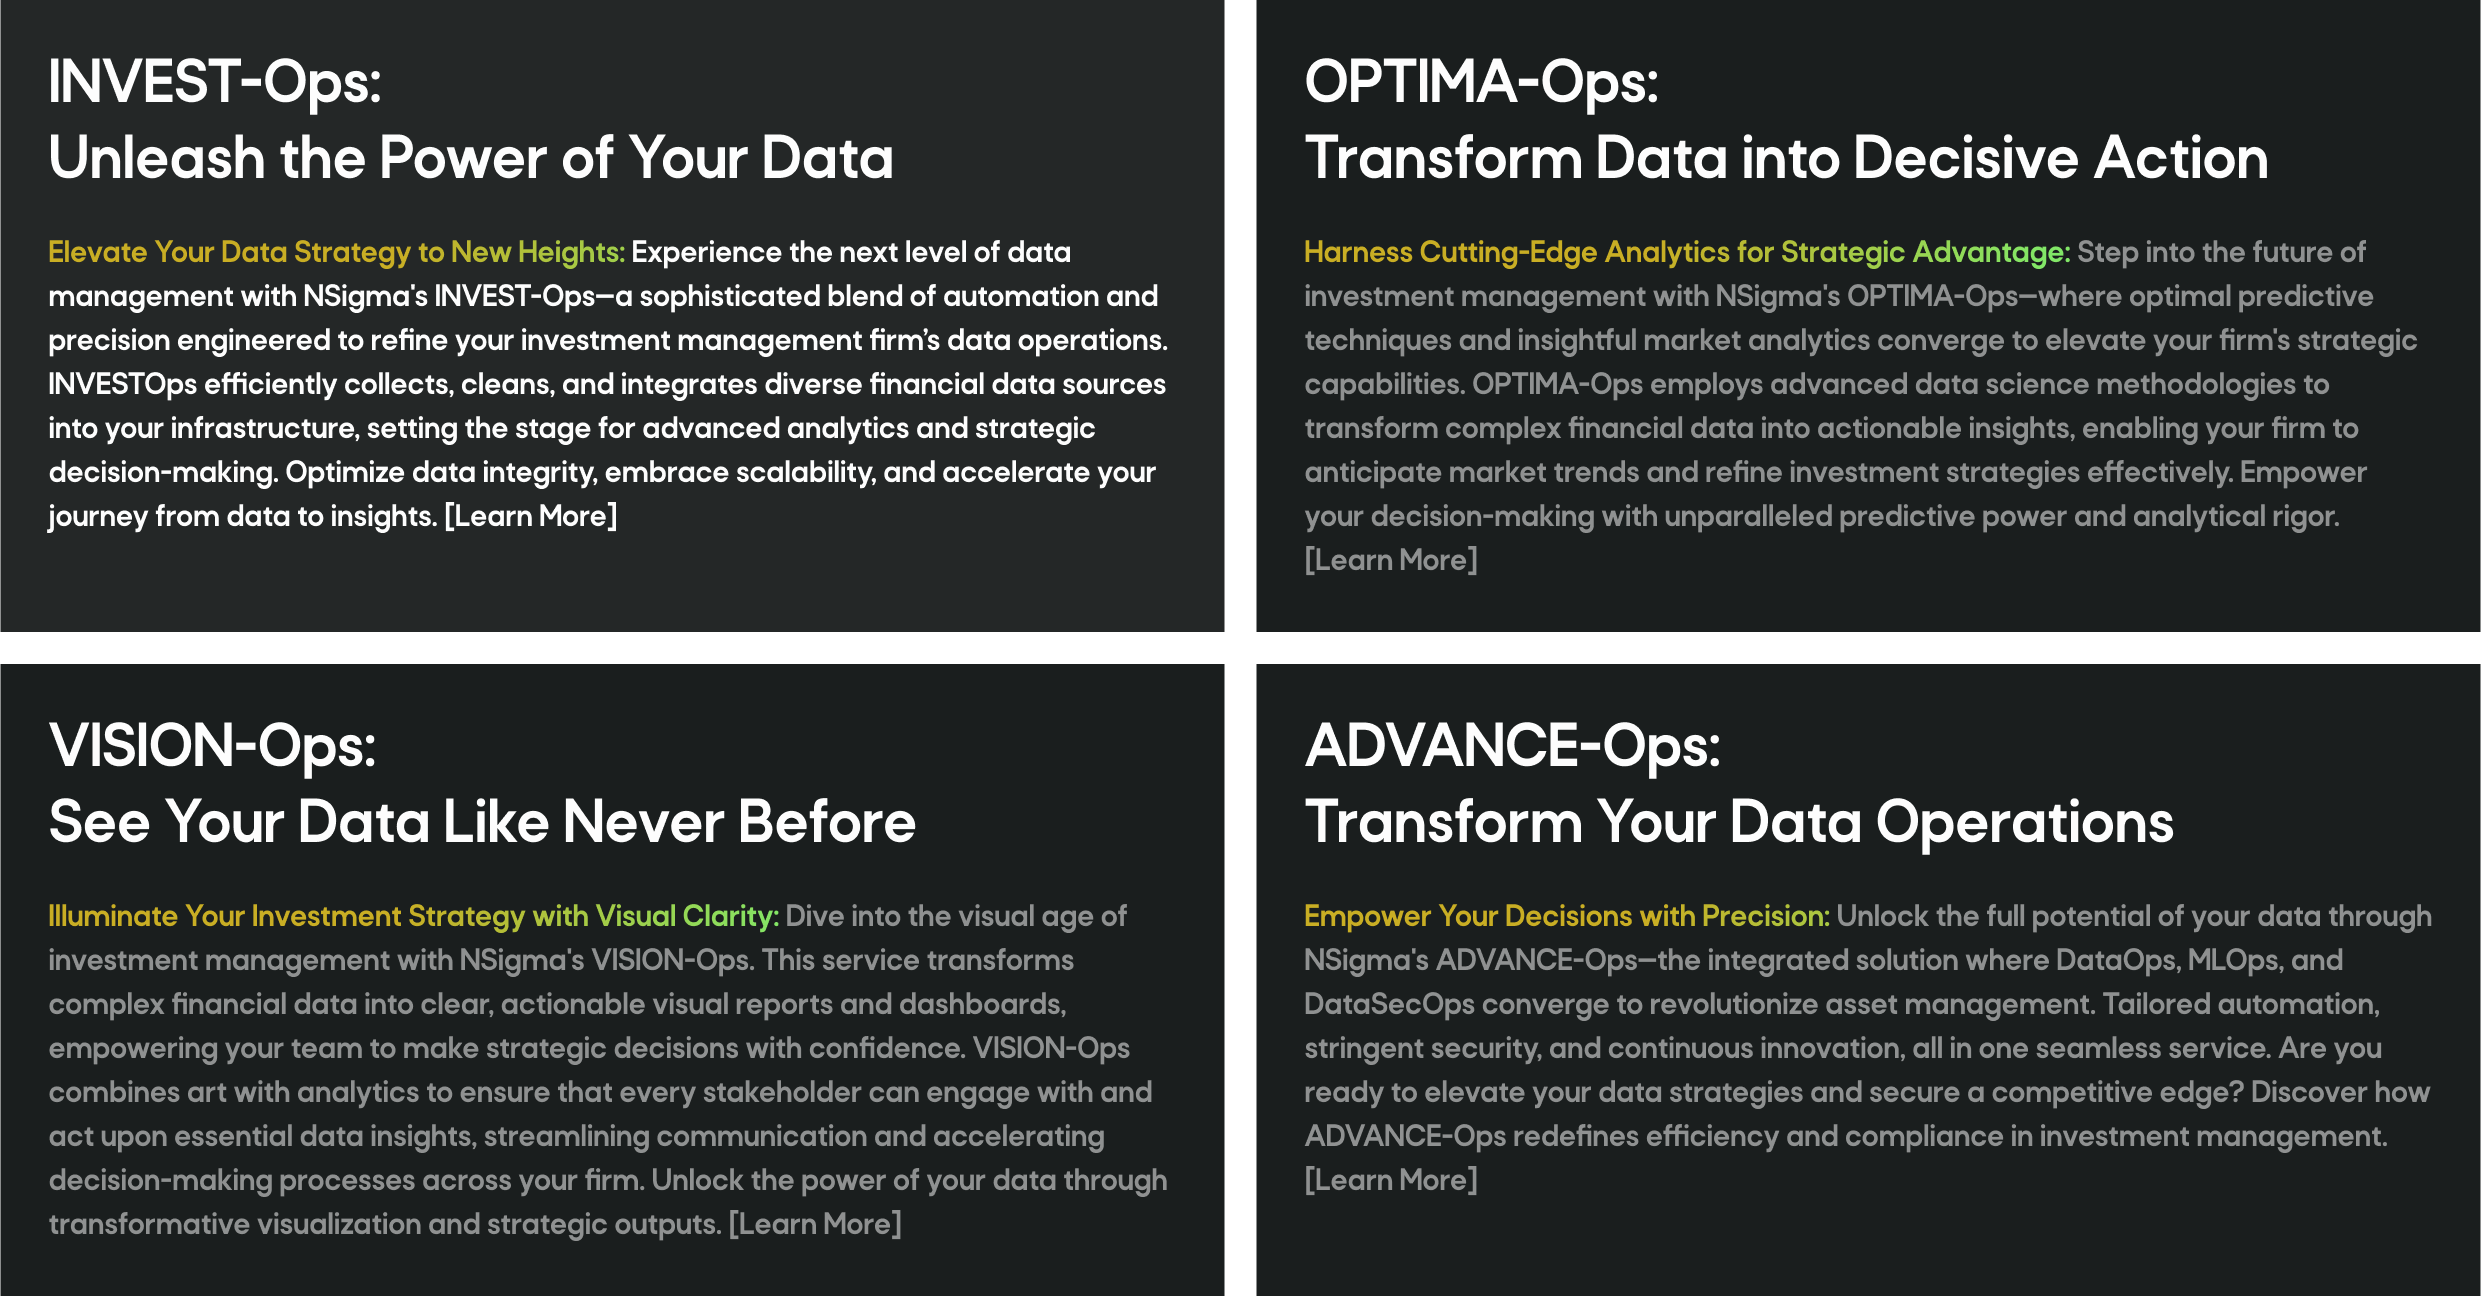 INVEST-Ops:
Unleash the Power of Your Data
Elevate Your Data Strategy to New Heights: Experience the next level of data
management with NSigma's INVEST-Ops—a sophisticated blend of automation and
precision engineered to refine your investment management firm’s data operations.
INVESTOps efficiently collects, cleans, and integrates diverse financial data sources
into your infrastructure, setting the stage for advanced analytics and strategic
decision-making. Optimize data integrity, embrace scalability, and accelerate your
journey from data to insights. [Learn More]
OPTIMA-Ops:
Transform Data into Decisive Action
Harness Cutting-Edge Analytics for Strategic Advantage: Step into the future of
investment management with NSigma's OPTIMA-Ops—where optimal predictive
techniques and insightful market analytics converge to elevate your firm's strategic
capabilities. OPTIMA-Ops employs advanced data science methodologies to
transform complex financial data into actionable insights, enabling your firm to
anticipate market trends and refine investment strategies effectively. Empower
your decision-making with unparalleled predictive power and analytical rigor.
[Learn More]
VISION-Ops:
See Your Data Like Never Before
Illuminate Your Investment Strategy with Visual Clarity: Dive into the visual age of
investment management with NSigma's VISION-Ops. This service transforms
complex financial data into clear, actionable visual reports and dashboards,
empowering your team to make strategic decisions with confidence. VISION-Ops
combines art with analytics to ensure that every stakeholder can engage with and
act upon essential data insights, streamlining communication and accelerating
decision-making processes across your firm. Unlock the power of your data through
transformative visualization and strategic outputs. [Learn More]
ADVANCE-Ops:
Transform Your Data Operations
Empower Your Decisions with Precision: Unlock the full potential of your data through
NSigma's ADVANCE-Ops—the integrated solution where DataOps, MLOps, and
DataSecOps converge to revolutionize asset management. Tailored automation,
stringent security, and continuous innovation, all in one seamless service. Are you
ready to elevate your data strategies and secure a competitive edge? Discover how
ADVANCE-Ops redefines efficiency and compliance in investment management.
[Learn More]